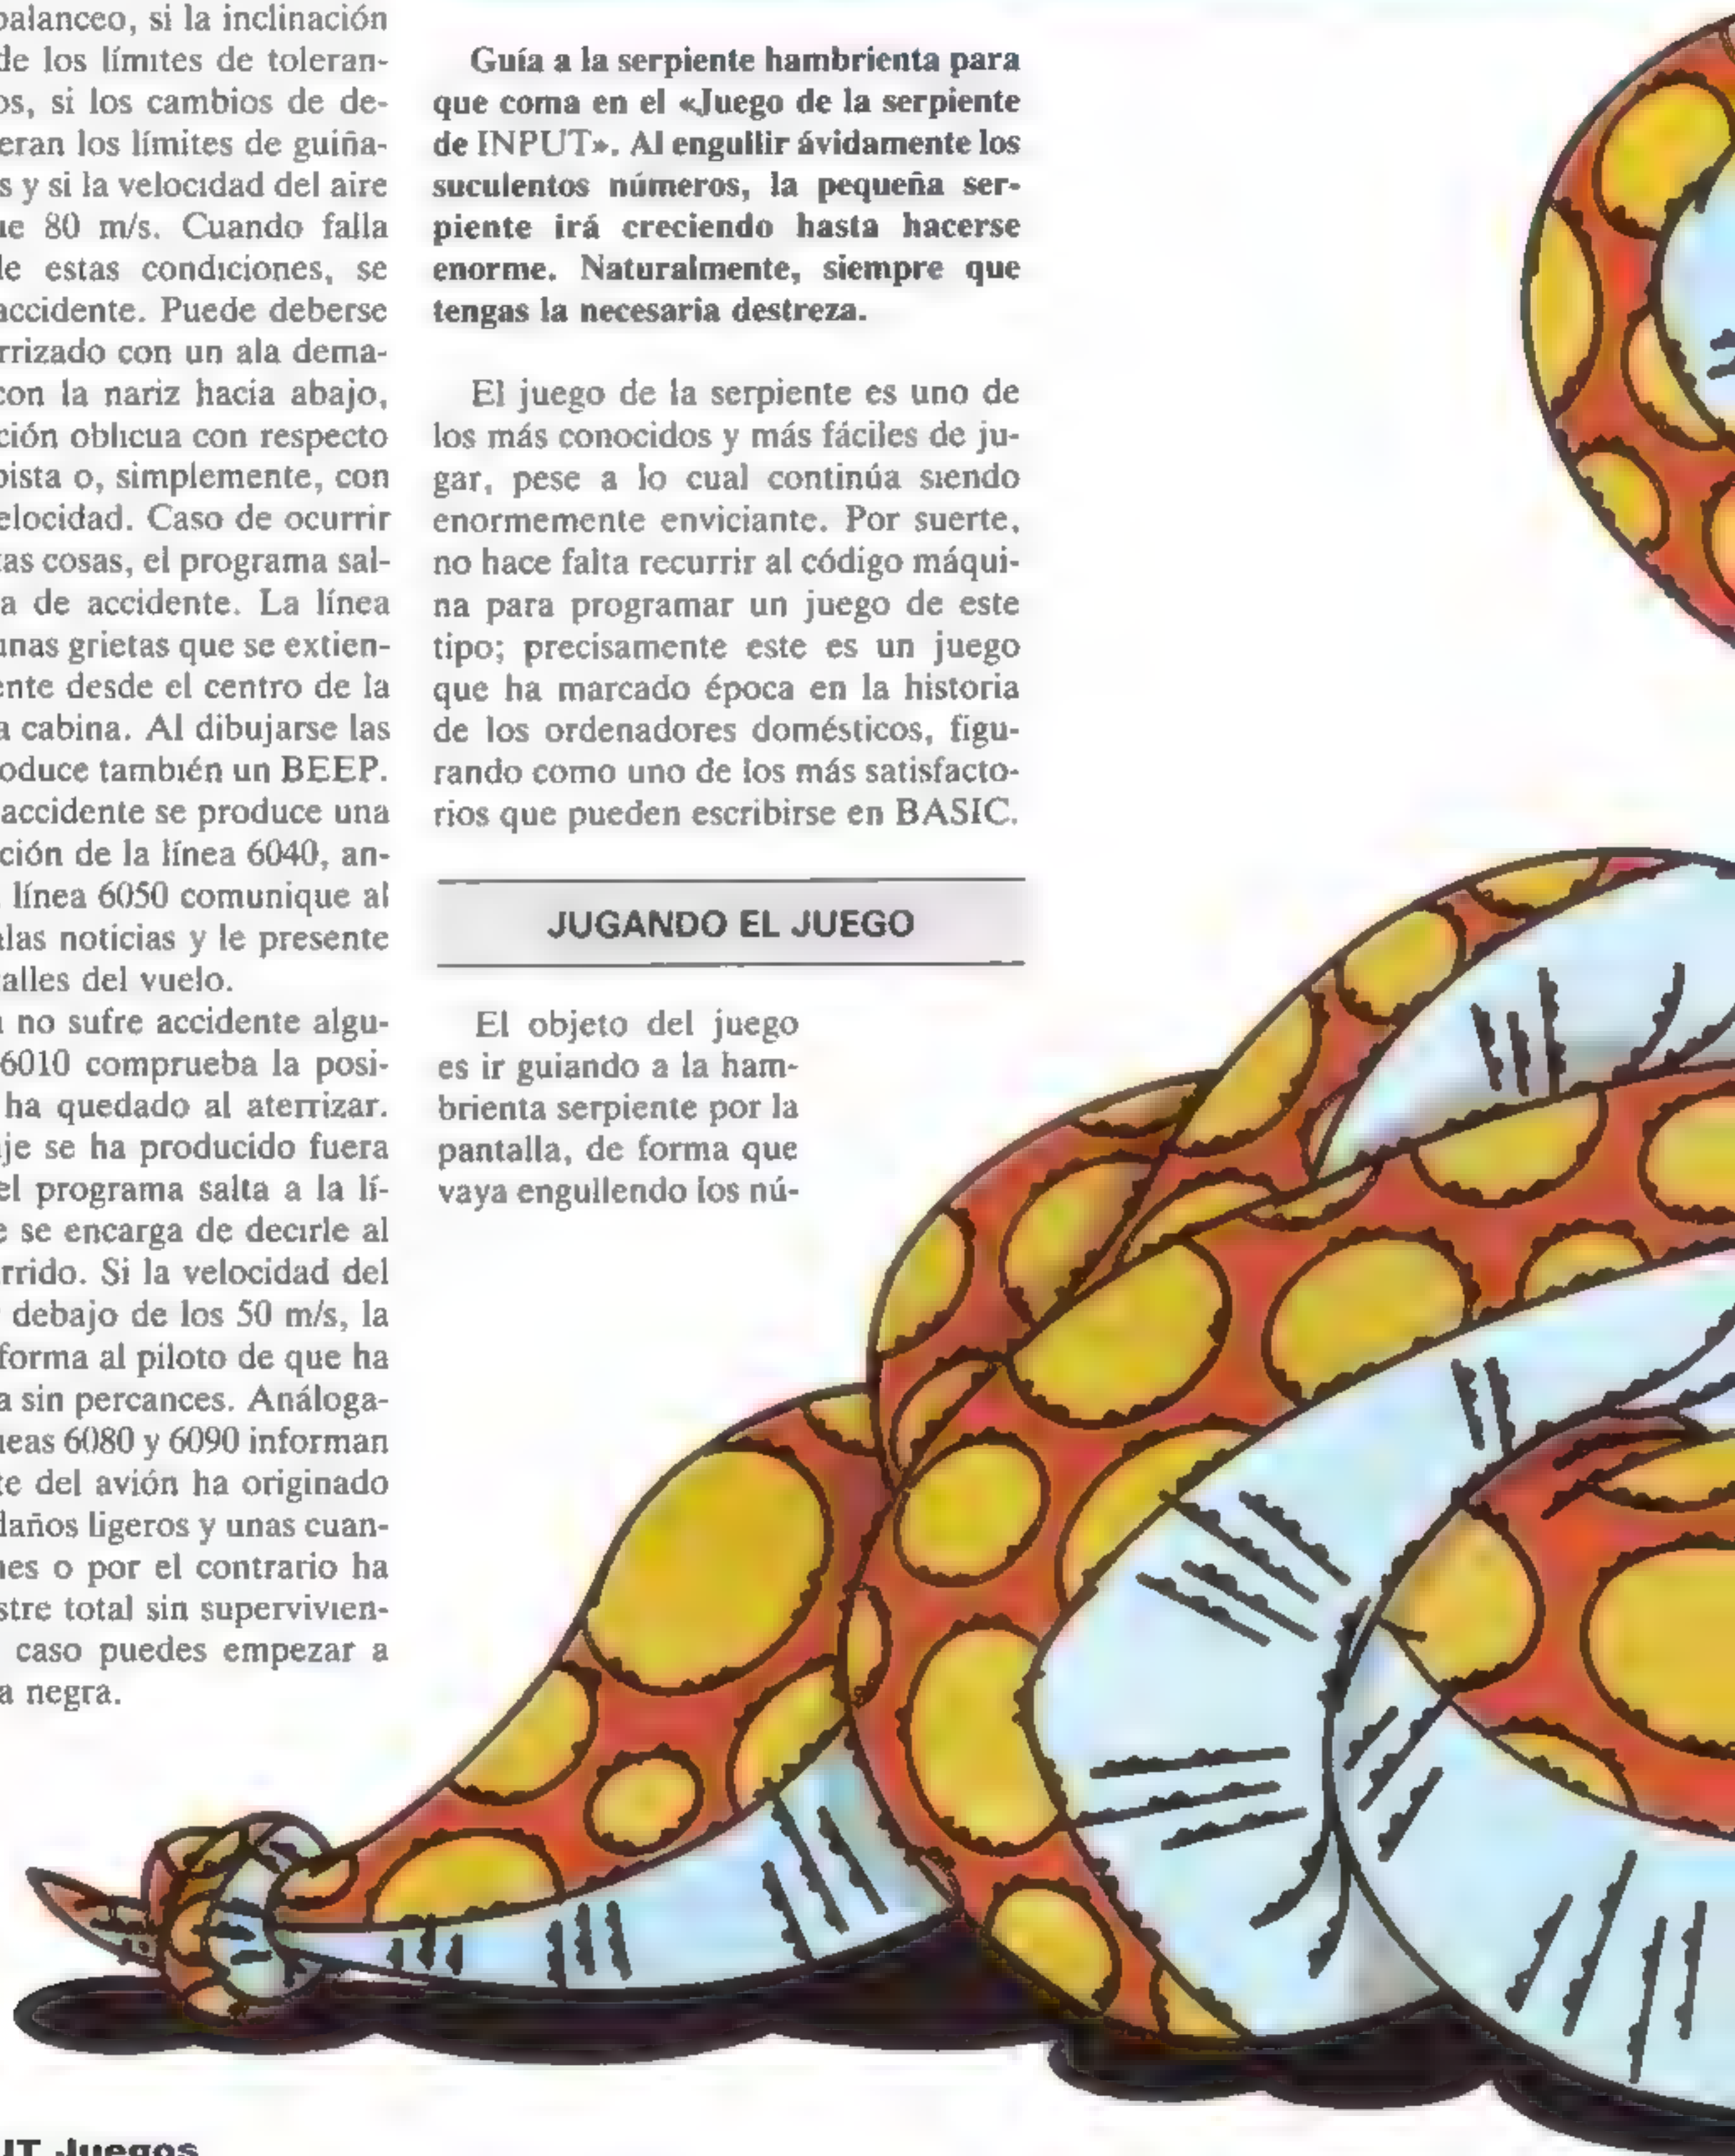 balanceo, si la inclinación
de los límites de toleran-
os, si los cambios de de-
eran los límites de guiña-
s y si la velocidad del aire
ue 80 m/s. Cuando falla
le estas condiciones, se
accidente. Puede deberse
rrizado con un ala dema-
con la nariz hacía abajo,
ción oblicua con respecto
pista o, simplemente, con
elocidad. Caso de ocurrir
tas cosas, el programa sal-
a de accidente. La línea
unas grietas que se extien-
ente desde el centro de la
a cabina. Al dibujarse las
oduce también un BEEP.
accidente se produce una
ción de la línea 6040, an-
línea 6050 comunique al
alas noticias y le presente
alles del vuelo.
n no sufre accidente algu-
6010 comprueba la posi-
ha quedado al aterrizar.
je se ha producido fuera
el programa salta a la lí-
e se encarga de decirle al
rrido. Si la velocidad del
debajo de los 50 m/s, la
forma al piloto de que ha
a sin percances. Análoga-
neas 6080 y 6090 informan
te del avión ha originado
daños ligeros y unas cuan-
nes o por el contrario ha
stre total sin supervivien-
caso puedes empezar a
a negra.
Guía a la serpiente hambrienta para
que coma en el «Juego de la serpiente
de INPUT». Al engullir ávidamente los
suculentos números, la pequeña ser-
piente irá creciendo hasta hacerse
enorme. Naturalmente, siempre que
tengas la necesaria destreza.
El juego de la serpiente es uno de
los más conocidos y más fáciles de ju-
gar, pese a lo cual continúa siendo
enormemente enviciante. Por suerte,
no hace falta recurrir al código máqui-
na para programar un juego de este
tipo; precisamente este es un juego
que ha marcado época en la historia
de los ordenadores domésticos, figu-
rando como uno de los más satisfacto-
rios que pueden escribirse en BASIC.
JUGANDO EL JUEGO
El objeto del juego
es ir guiando a la ham-
brienta serpiente por la
pantalla, de forma que
vaya engullendo los nú-
UT Juegos